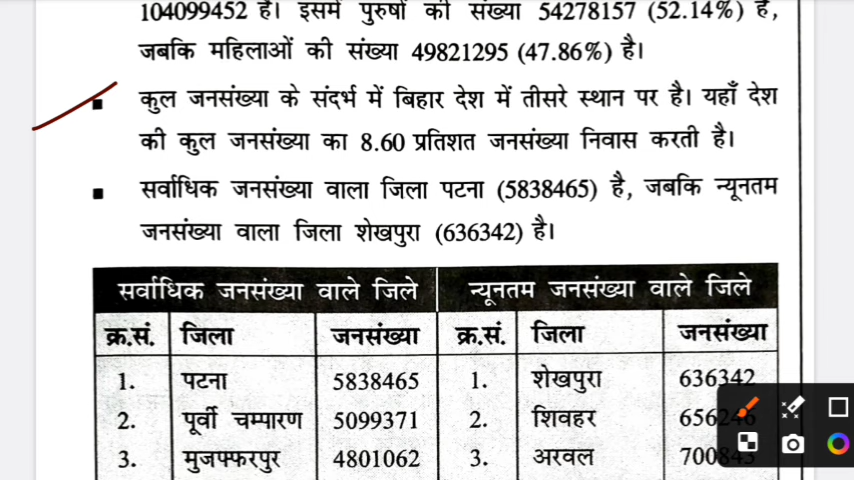 104099452 है। इसमें पुरुषों की संख्या 54278157 (52.14%) है,
जबकि महिलाओं की संख्या 49821295 (47.86%) है।
▪ कुल जनसंख्या के संदर्भ में बिहार देश में तीसरे स्थान पर है। यहाँ देश
की कुल जनसंख्या का 8.60 प्रतिशत जनसंख्या निवास करती है।
▪ सर्वाधिक जनसंख्या वाला जिला पटना (5838465) है, जबकि न्यूनतम
जनसंख्या वाला जिला शेखपुरा (636342) है।
सर्वाधिक जनसंख्या वाले जिले न्यूनतम जनसंख्या वाले जिले
क्र.सं. जिला जनसंख्या क्र.सं. जिला जनसंख्या
1. पटना 5838465 1. शेखपुरा 636342
2. पूर्वी चम्पारण 5099371 2. शिवहर 656246
3. मुजफ्फरपुर 4801062 3. अरवल 700843